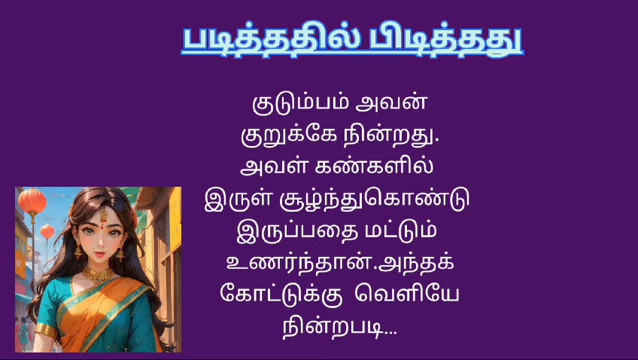 படித்ததில் பிடித்தது
குடும்பம் அவன்
குறுக்கே நின்றது.
அவள் கண்களில்
இருள் சூழ்ந்துகொண்டு
இருப்பதை மட்டும்
உணர்ந்தான்.அந்தக்
கோட்டுக்கு வெளியே
நின்றபடி...